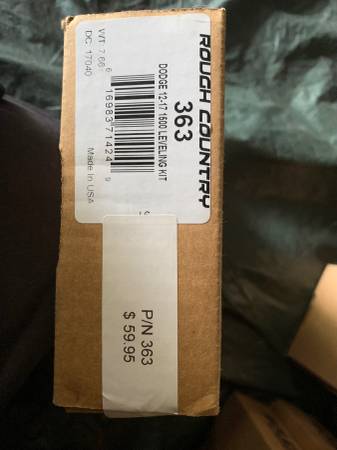 ROUGH COUNTRY
363
DODGE 12-17 1500 LEVELING KIT
6 16983 71424 9
WT: 7.66
DC: 17040
Made In USA
P/N 363
$ 59.95